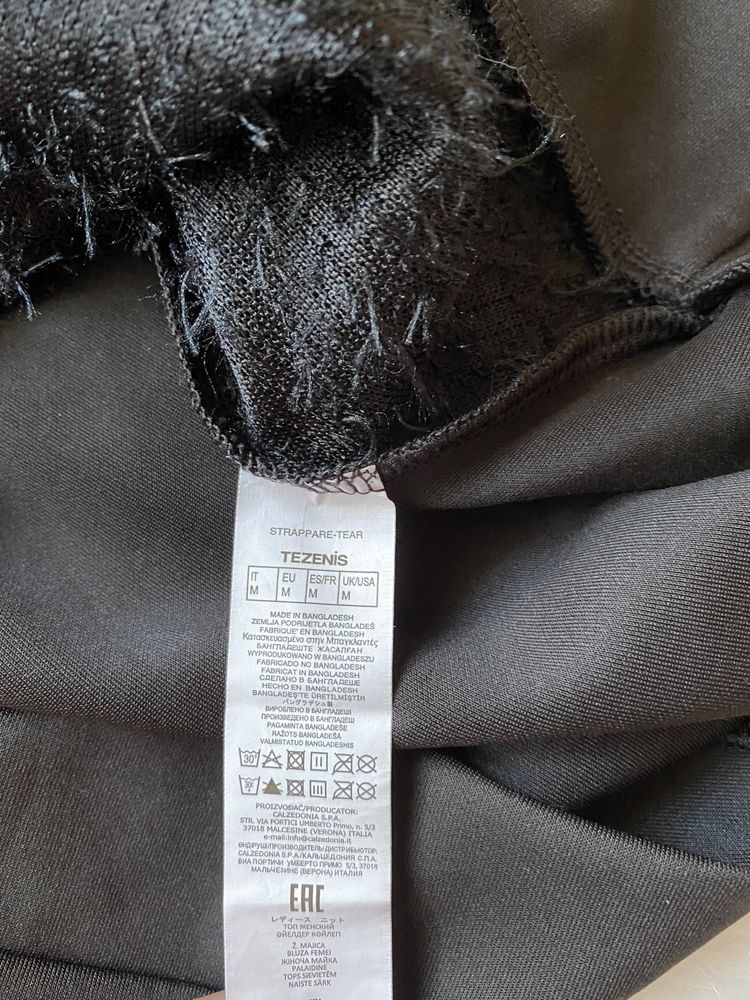 STRAPPARE-TEAR
TEZENIS
IT EU ES/FR UK/USA
M M M M
MADE IN BANGLADESH
ZEMLJA PODRIJETLA BANGLADEŠ
FABRIQUE' EN BANGLADESH
Κατασκευασμένο στην Μπαγκλαντές
БАНГЛАДЕШТЕ ЖАСАЛҒАН
WYPRODUKOWANO W BANGLADESZU
FABRICADO NO BANGLADESH
FABRICAT IN BANGLADESH
СДЕЛАНО В БАНГЛАДЕШЕ
HECHO EN BANGLADESH
BANGLADEŞ'TE ÜRETİLMİŞTİR
バングラデシュ製
ВИРОБЛЕНО В БАНГЛАДЕШІ
ПРОИЗВЕДЕНО В БАНГЛАДЕШ
PAGAMINTA BANGLADEŠE
RAŽOTS BANGLADEŠĀ
VALMISTATUD BANGLADESHIS
30°
30°
PROIZVOĐAČ/PRODUCATOR:
CALZEDONIA S.P.A.
STR. VIA PORTICI UMBERTO Primo, n. 5/3
37018 MALCESINE (VERONA) ITALIA
e-mail:info@calzedonia.com
ӨНДІРУШІ/ПРОИЗВОДИТЕЛЬ/ДИСТРИБЬЮТОР:
CALZEDONIA S.P.A./КАЛЬЦЕДОНИЯ С.П.А.
ВИА ПОРТИЧИ УМБЕРТО ПРИМО 5/3, 37018
МАЛЬЧЕЗИНЕ (ВЕРОНА) ИТАЛИЯ
EAC
レディース ニット
ТОП ЖЕНСКИЙ
ӘЙЕЛДЕР КӨЙЛЕГІ
Ž. MAJICA
BLUZA FEMEI
ЖІНОЧА МАЙКА
PALAIDINĖ
TOPS SIEVIETĒM
NAISTE SÄRK